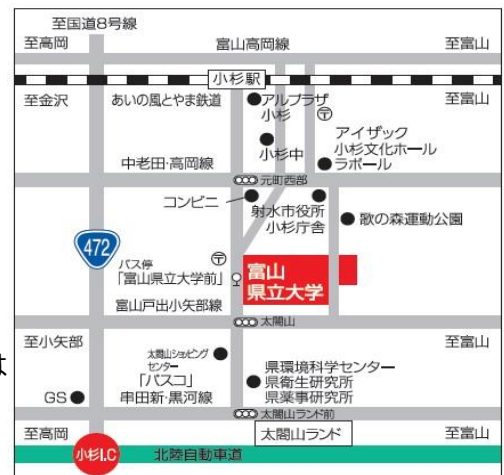 至国道8号線
至高岡
富山高岡線
至富山
小杉駅
至金沢
あいの風とやま鉄道
アルプラザ
小杉
〒
至富山
小杉中
アイザック
小杉文化ホール
ラポール
中老田・高岡線
元町西部
コンビニ
射水市役所
小杉庁舎
歌の森運動公園
472
バス停
「富山県立大学前」
〒
富山
県立大学
富山戸出小矢部線
太閤山
至小矢部
至富山
は
太閤山ショッピング
センター
「パスコ」
県環境科学センター
県衛生研究所
県薬事研究所
GS
串田新・黒河線
太閤山ランド前
至高岡
太閤山ランド
至富山
小杉I.C
北陸自動車道